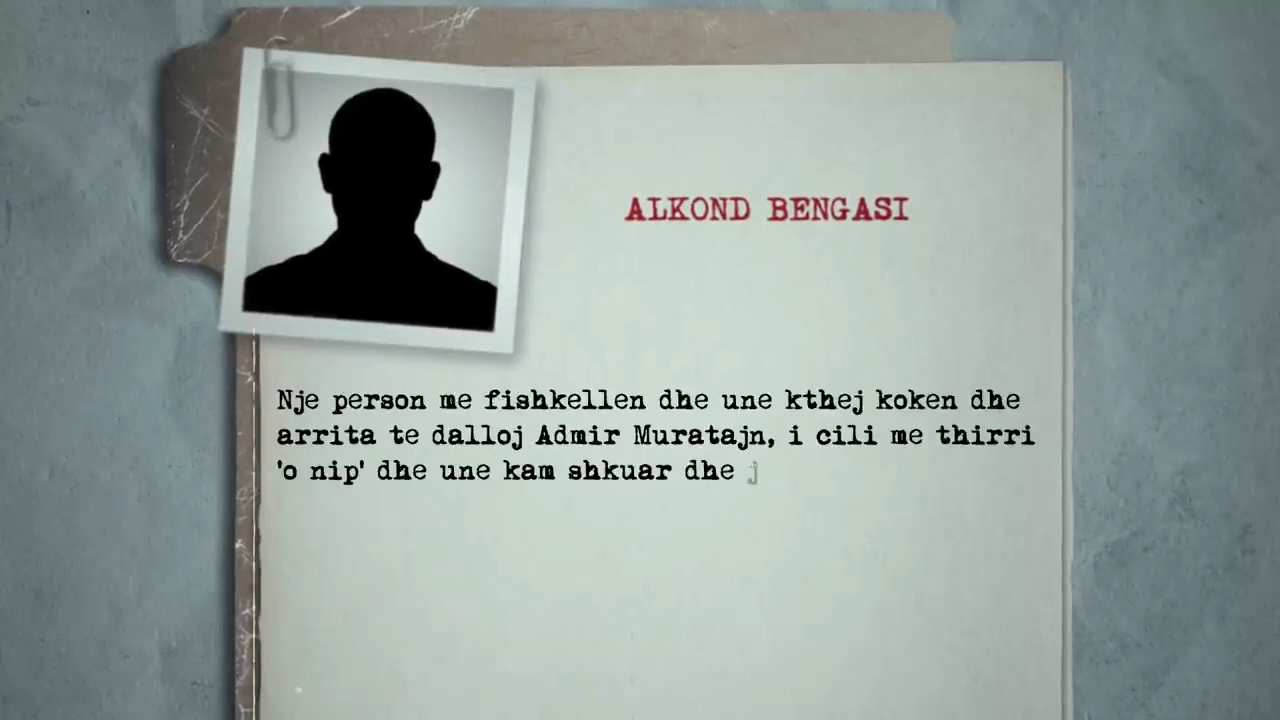 ALKOND BENGASI
Nje person me fishkellen dhe une kthej koken dhe
arrita te dalloj Admir Muratajn, i cili me thirri
'o nip' dhe une kam shkuar dhe j